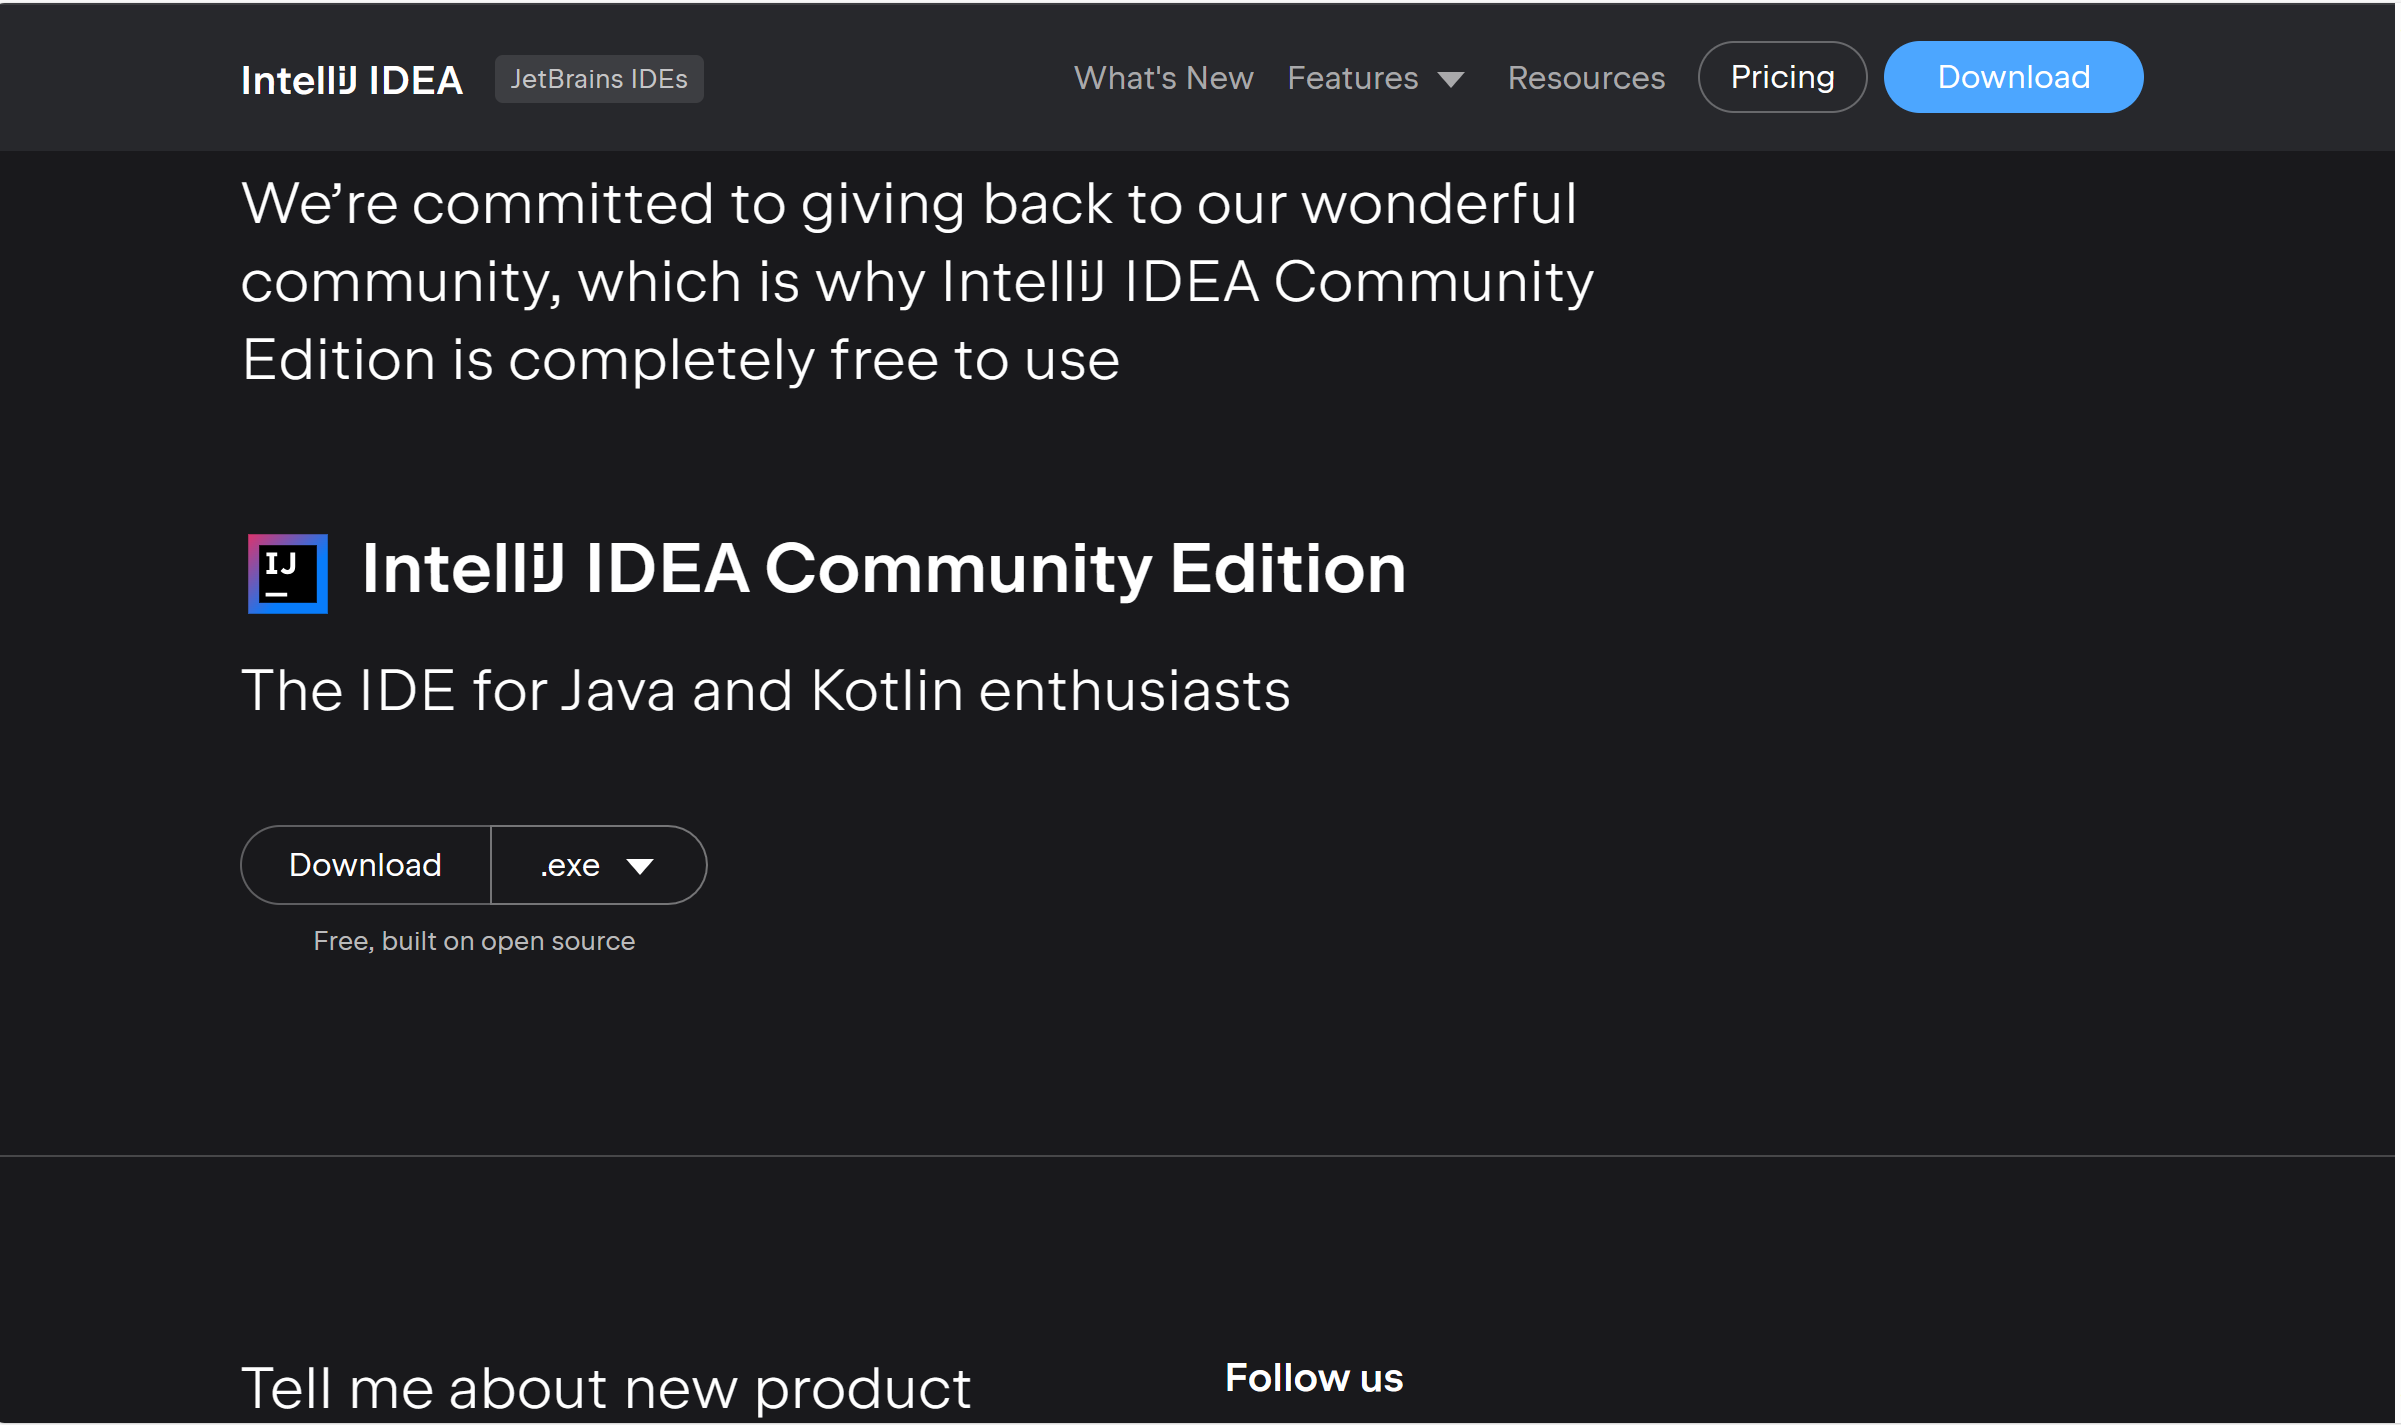 IntelliJ IDEA JetBrains IDEs What's New Features Resources Pricing Download
We’re committed to giving back to our wonderful
community, which is why IntelliJ IDEA Community
Edition is completely free to use
IJ
IntelliJ IDEA Community Edition
The IDE for Java and Kotlin enthusiasts
Download .exe
Free, built on open source
Tell me about new product
Follow us